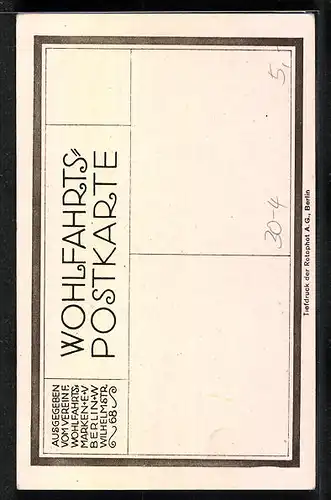 AUSGEGEBEN
VOM VEREIN F.
WOHLFAHRTS
MARKEN·E·V
BERLIN·W
WILHELMSTR.
68
WOHLFAHRTS=
POSTKARTE
30-4
5,-
Tiefdruck der Rotophot A.G., Berlin